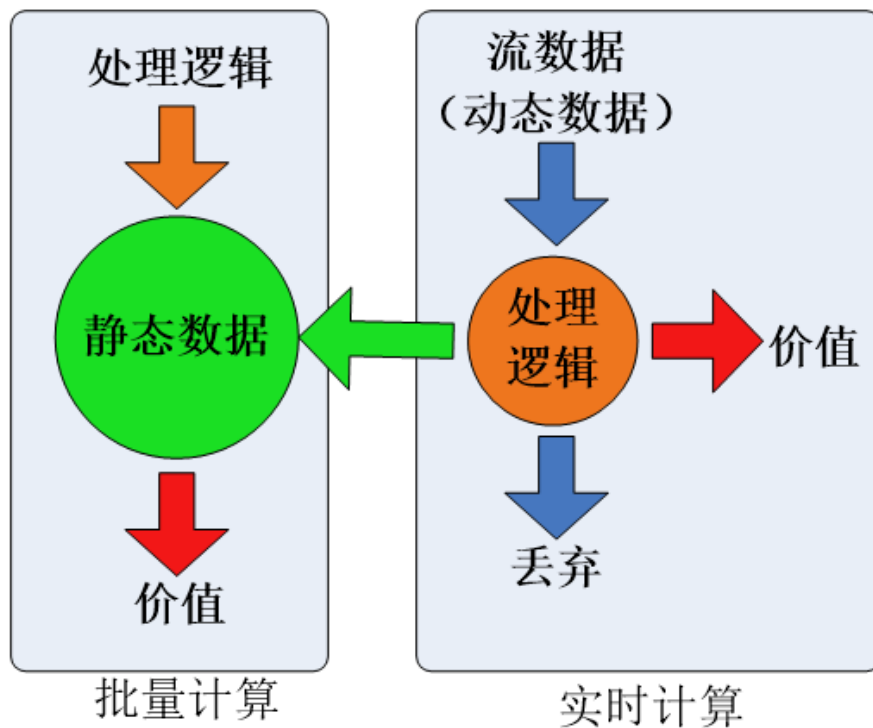 处理逻辑
静态数据
价值
批量计算
流数据
（动态数据）
处理
逻辑
价值
丢弃
实时计算